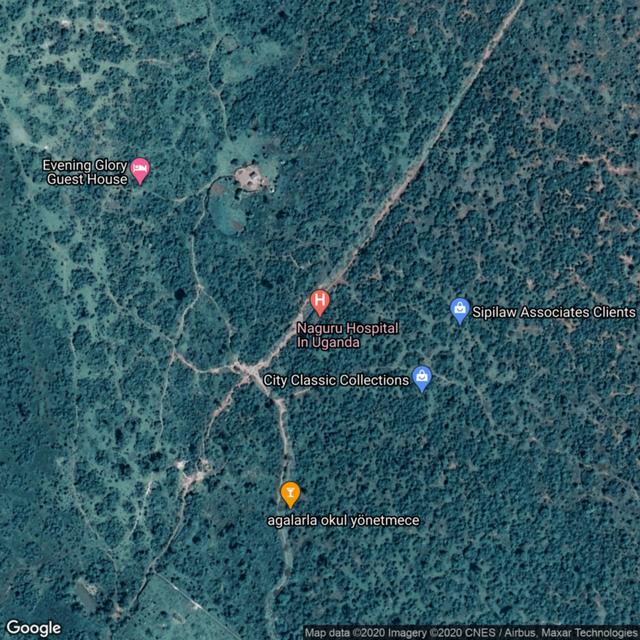 Evening Glory
Guest House
Naguru Hospital
In Uganda
Sipilaw Associates Clients
City Classic Collections
agalarla okul yönetmece
Google
Map data ©2020 Imagery ©2020 CNES / Airbus, Maxar Technologies